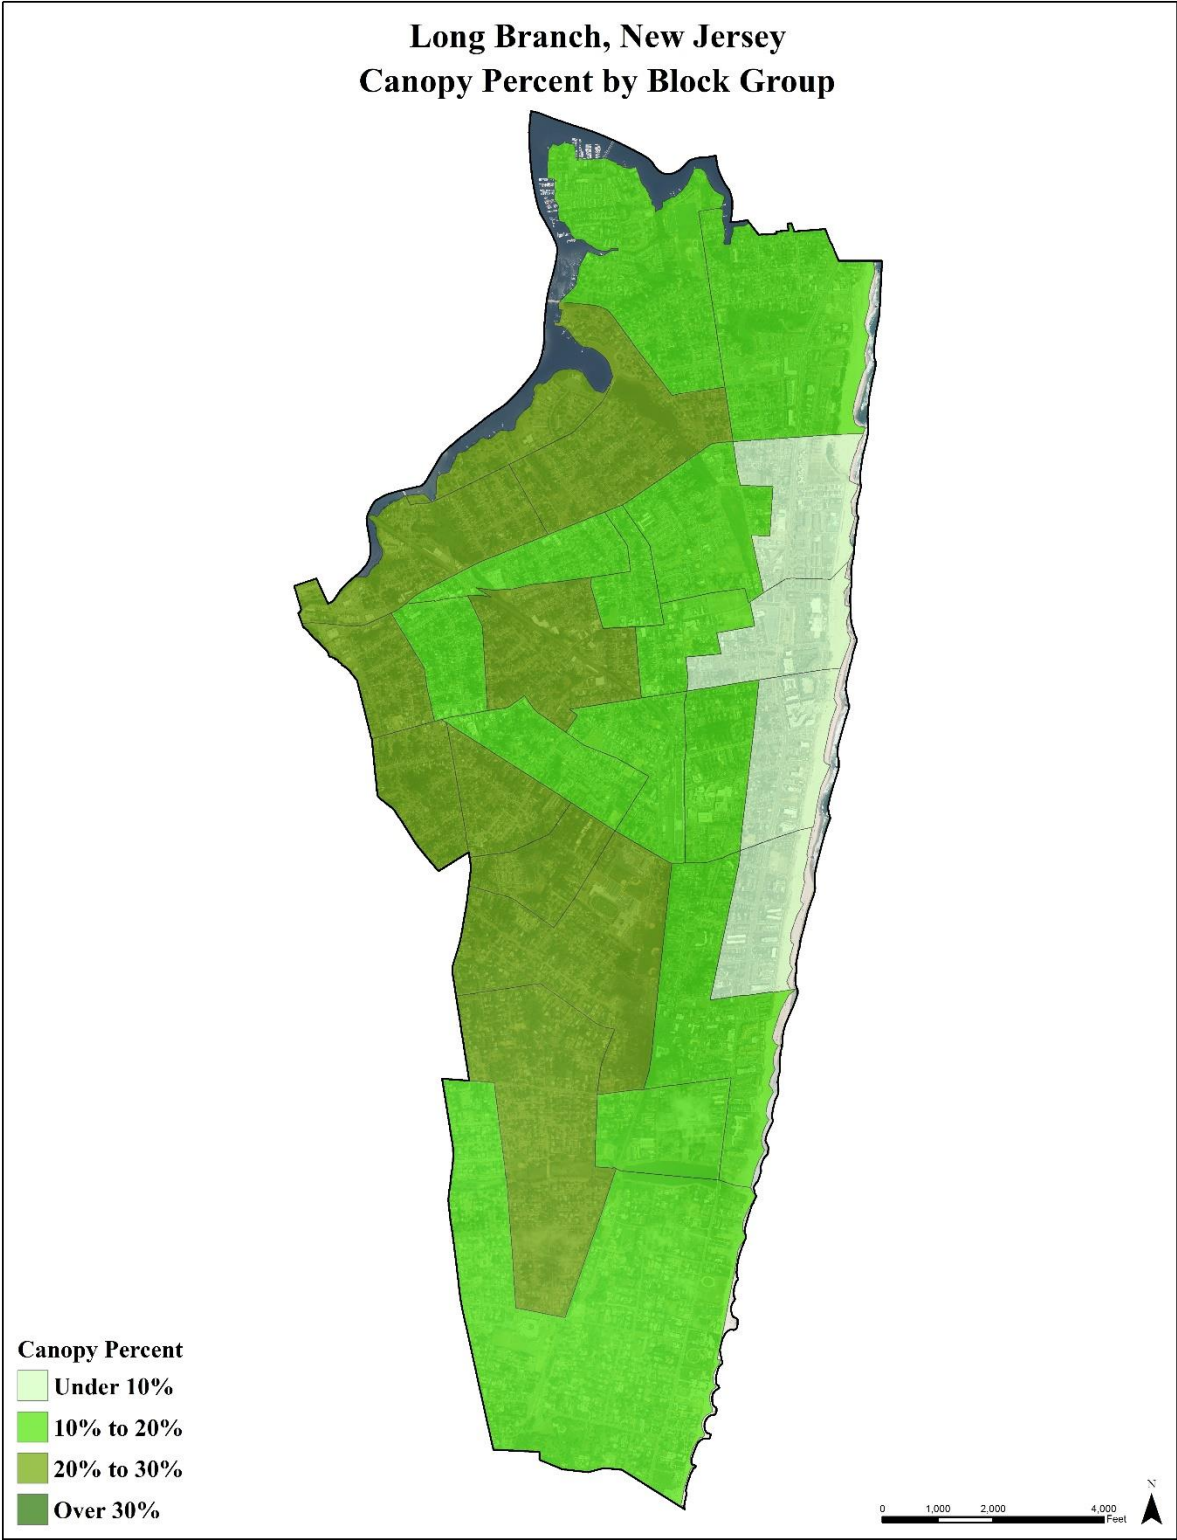 Long Branch, New Jersey
Canopy Percent by Block Group
Canopy Percent
Under 10%
10% to 20%
20% to 30%
Over 30%
0 1,000 2,000 4,000
Feet
N